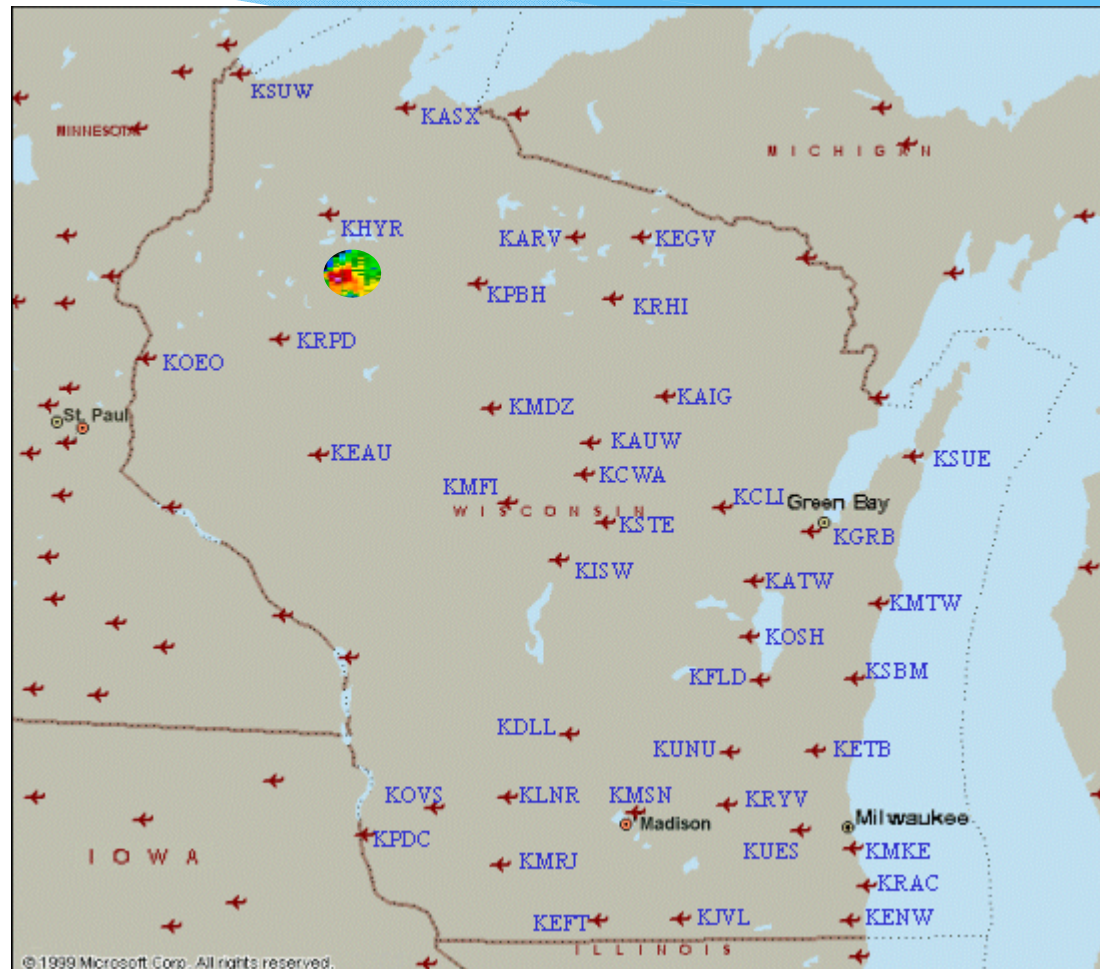 KSUW
KASX
MINNESOTA
MICHIGAN
KHYR
KARV
KEGV
KPBH
KRHI
KRPD
KOEO
KAIG
KMDZ
St. Paul
KAUW
KEAU
KSUE
KCWA
KMFI
KCLI
Green Bay
WISCONSIN
KSTE
KGRB
KISW
KATW
KMTW
KOSH
KFLD
KSBM
KDLL
KUNU
KETB
KOVS
KLNR
KMSN
KRYV
Madison
Milwaukee
KPDC
KUES
KMKE
IOWA
KMRJ
KRAC
KEFT
KJVL
KENW
ILLINOIS
© 1999 Microsoft Corp. All rights reserved.